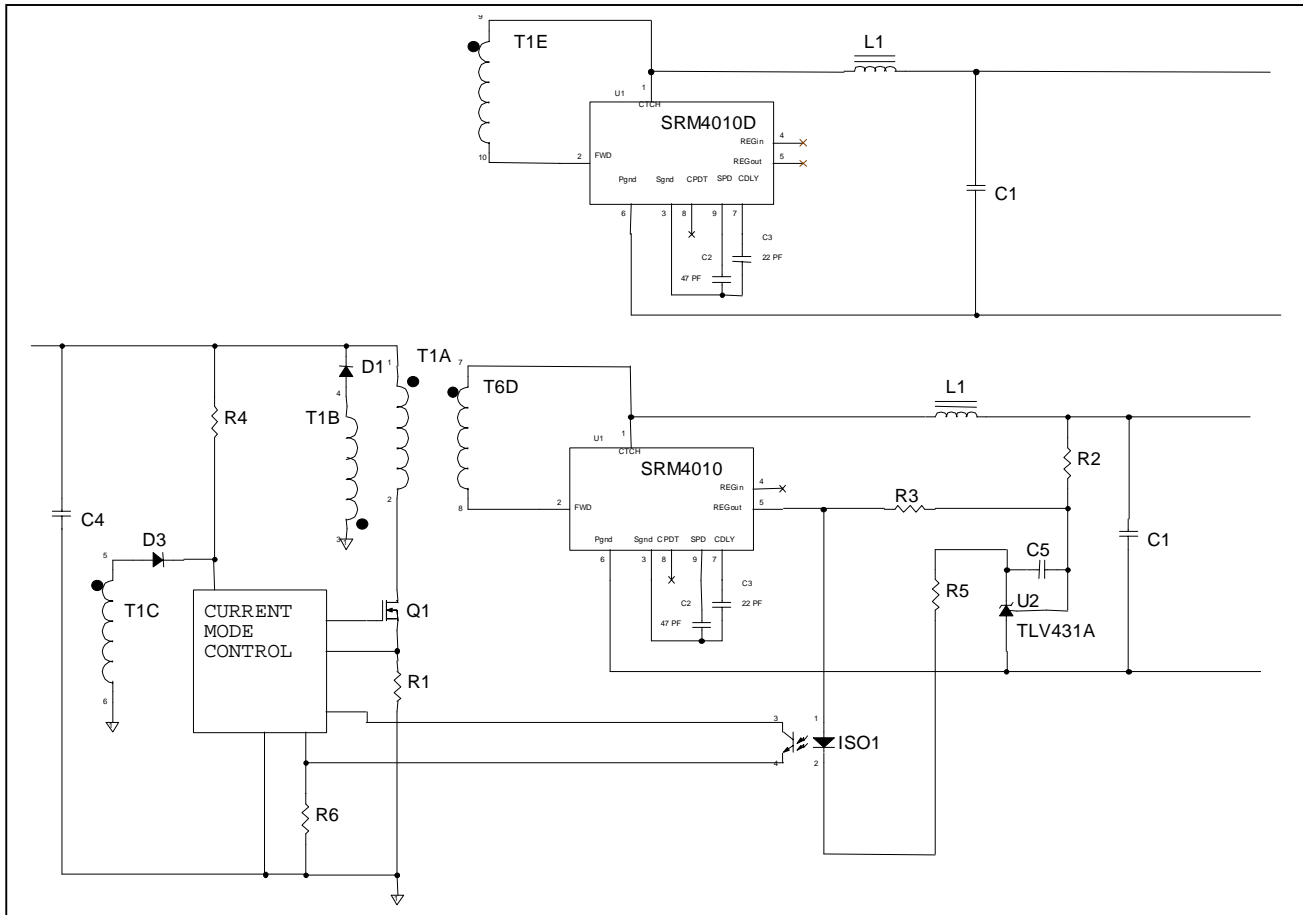 9
T1E
L1
1
U1
CTCH
SRM4010D
4
REGin
5
REGout
10
2
FWD
Pgnd
Sgnd
CPDT
SPD
CDLY
6
3
8
9
7
C1
C3
C2
22 PF
47 PF
T1A
1
D1
7
T6D
L1
4
T1B
R4
U1
1
CTCH
SRM4010
R2
4
REGin
2
R3
5
REGout
8
2
FWD
C4
3
C1
Pgnd
Sgnd
CPDT
SPD
CDLY
6
3
8
9
7
D3
5
C5
C3
R5
U2
C2
22 PF
T1C
CURRENT
MODE
CONTROL
Q1
47 PF
TLV431A
R1
6
3
1
ISO1
4
2
R6